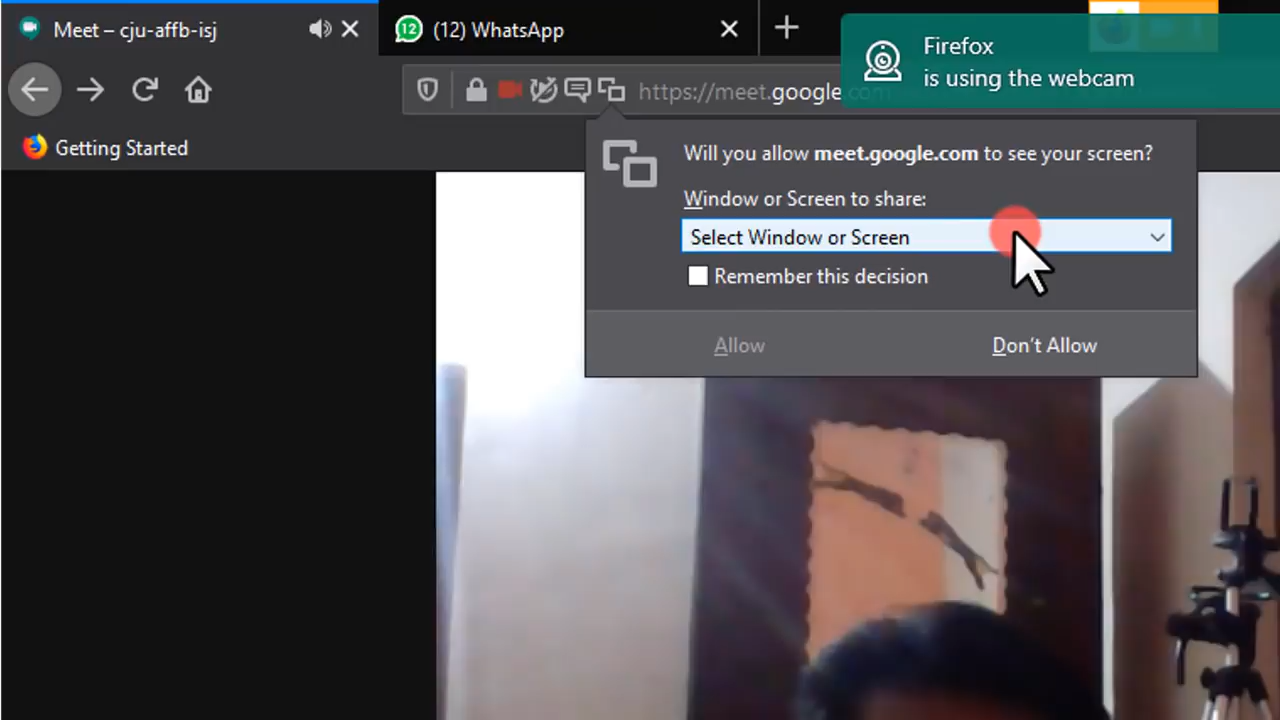 Meet – cju-affb-isj
12
(12) WhatsApp
Firefox
is using the webcam
https://meet.google.com
Getting Started
Will you allow meet.google.com to see your screen?
Window or Screen to share:
Select Window or Screen
Remember this decision
Allow
Don't Allow